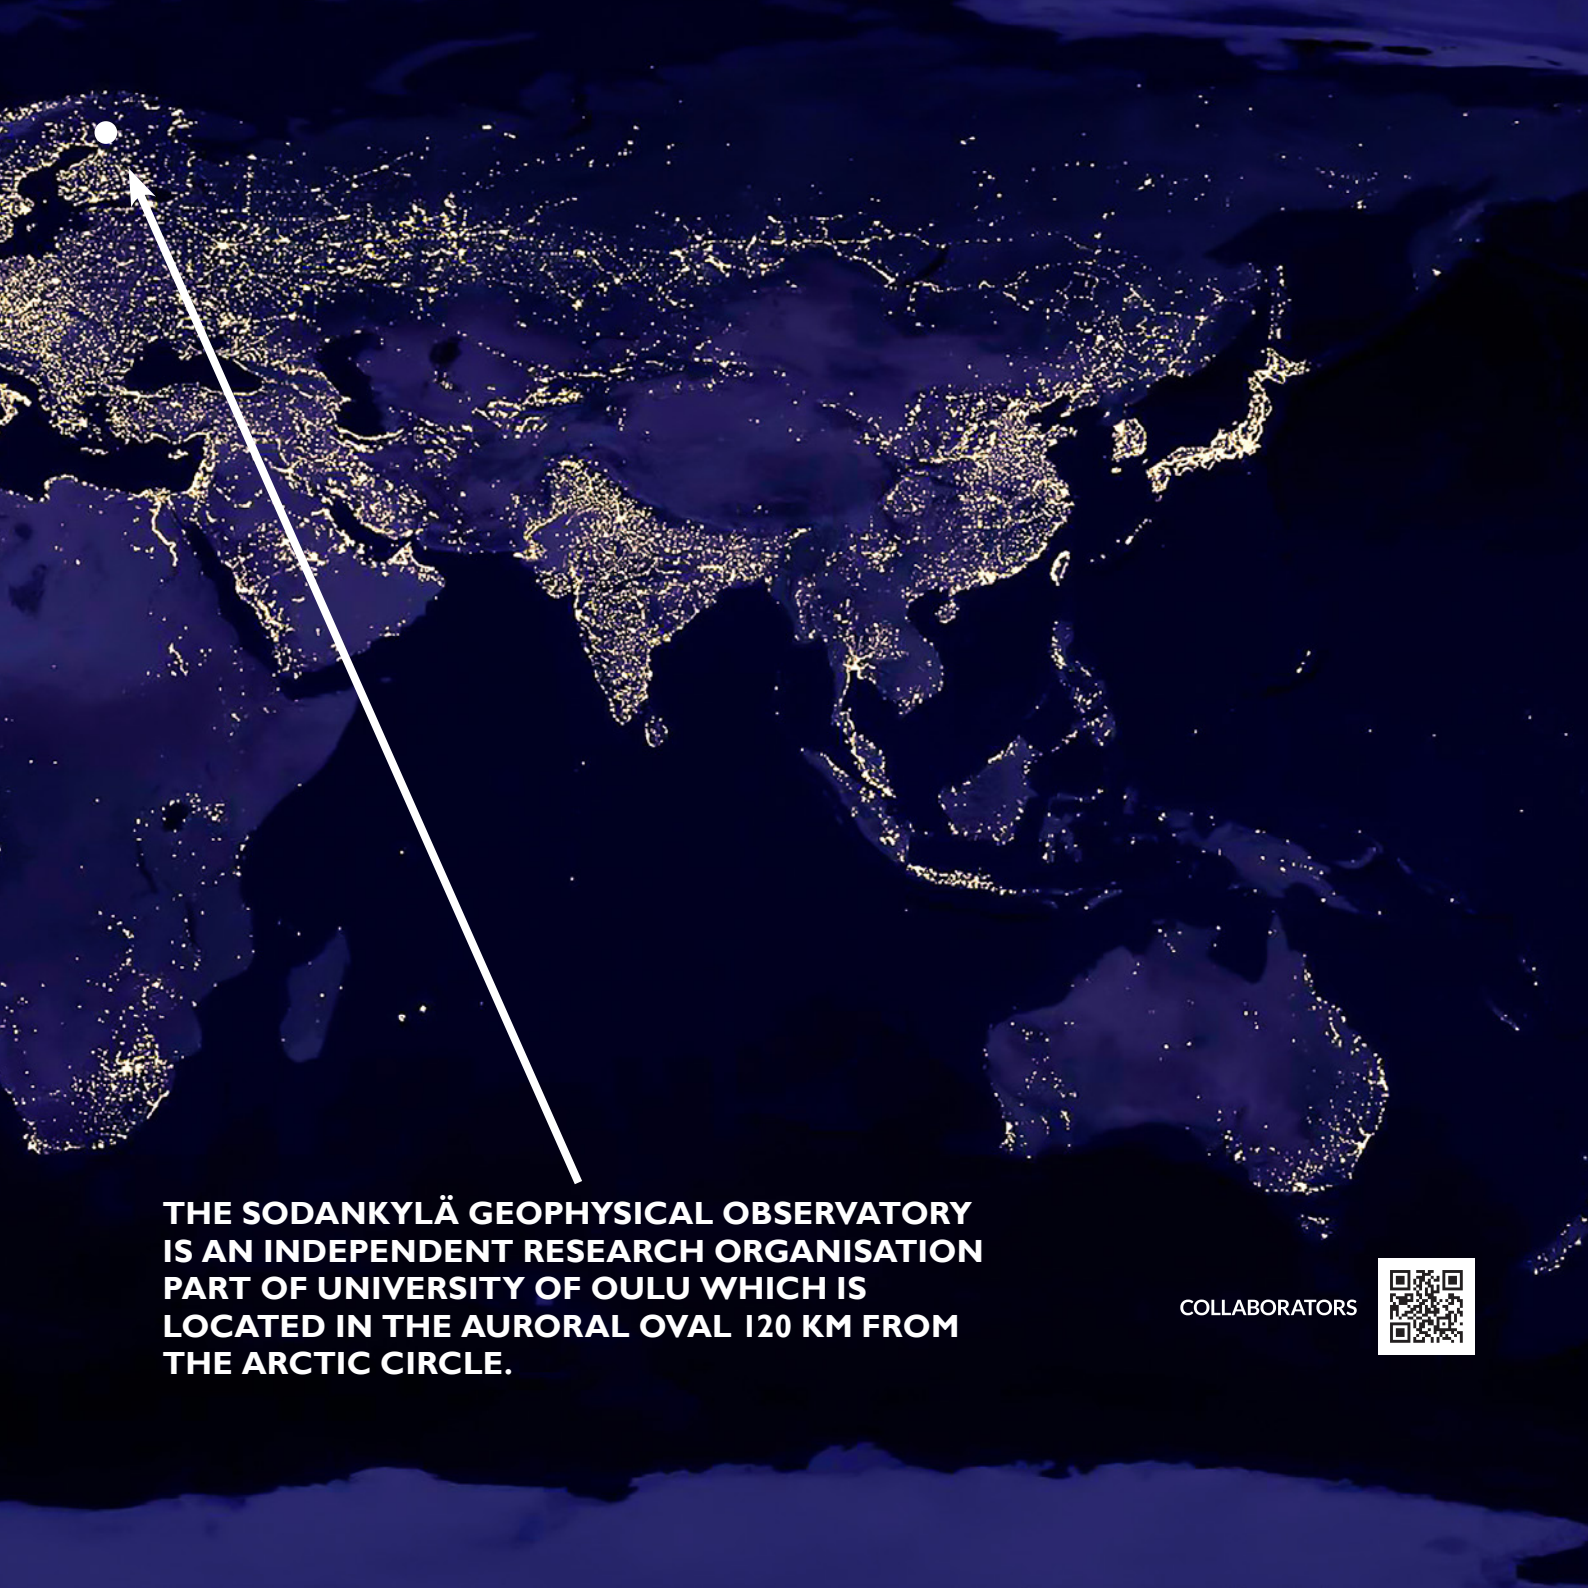 THE SODANKYLÄ GEOPHYSICAL OBSERVATORY
IS AN INDEPENDENT RESEARCH ORGANISATION
PART OF UNIVERSITY OF OULU WHICH IS
LOCATED IN THE AURORAL OVAL 120 KM FROM
THE ARCTIC CIRCLE.
COLLABORATORS